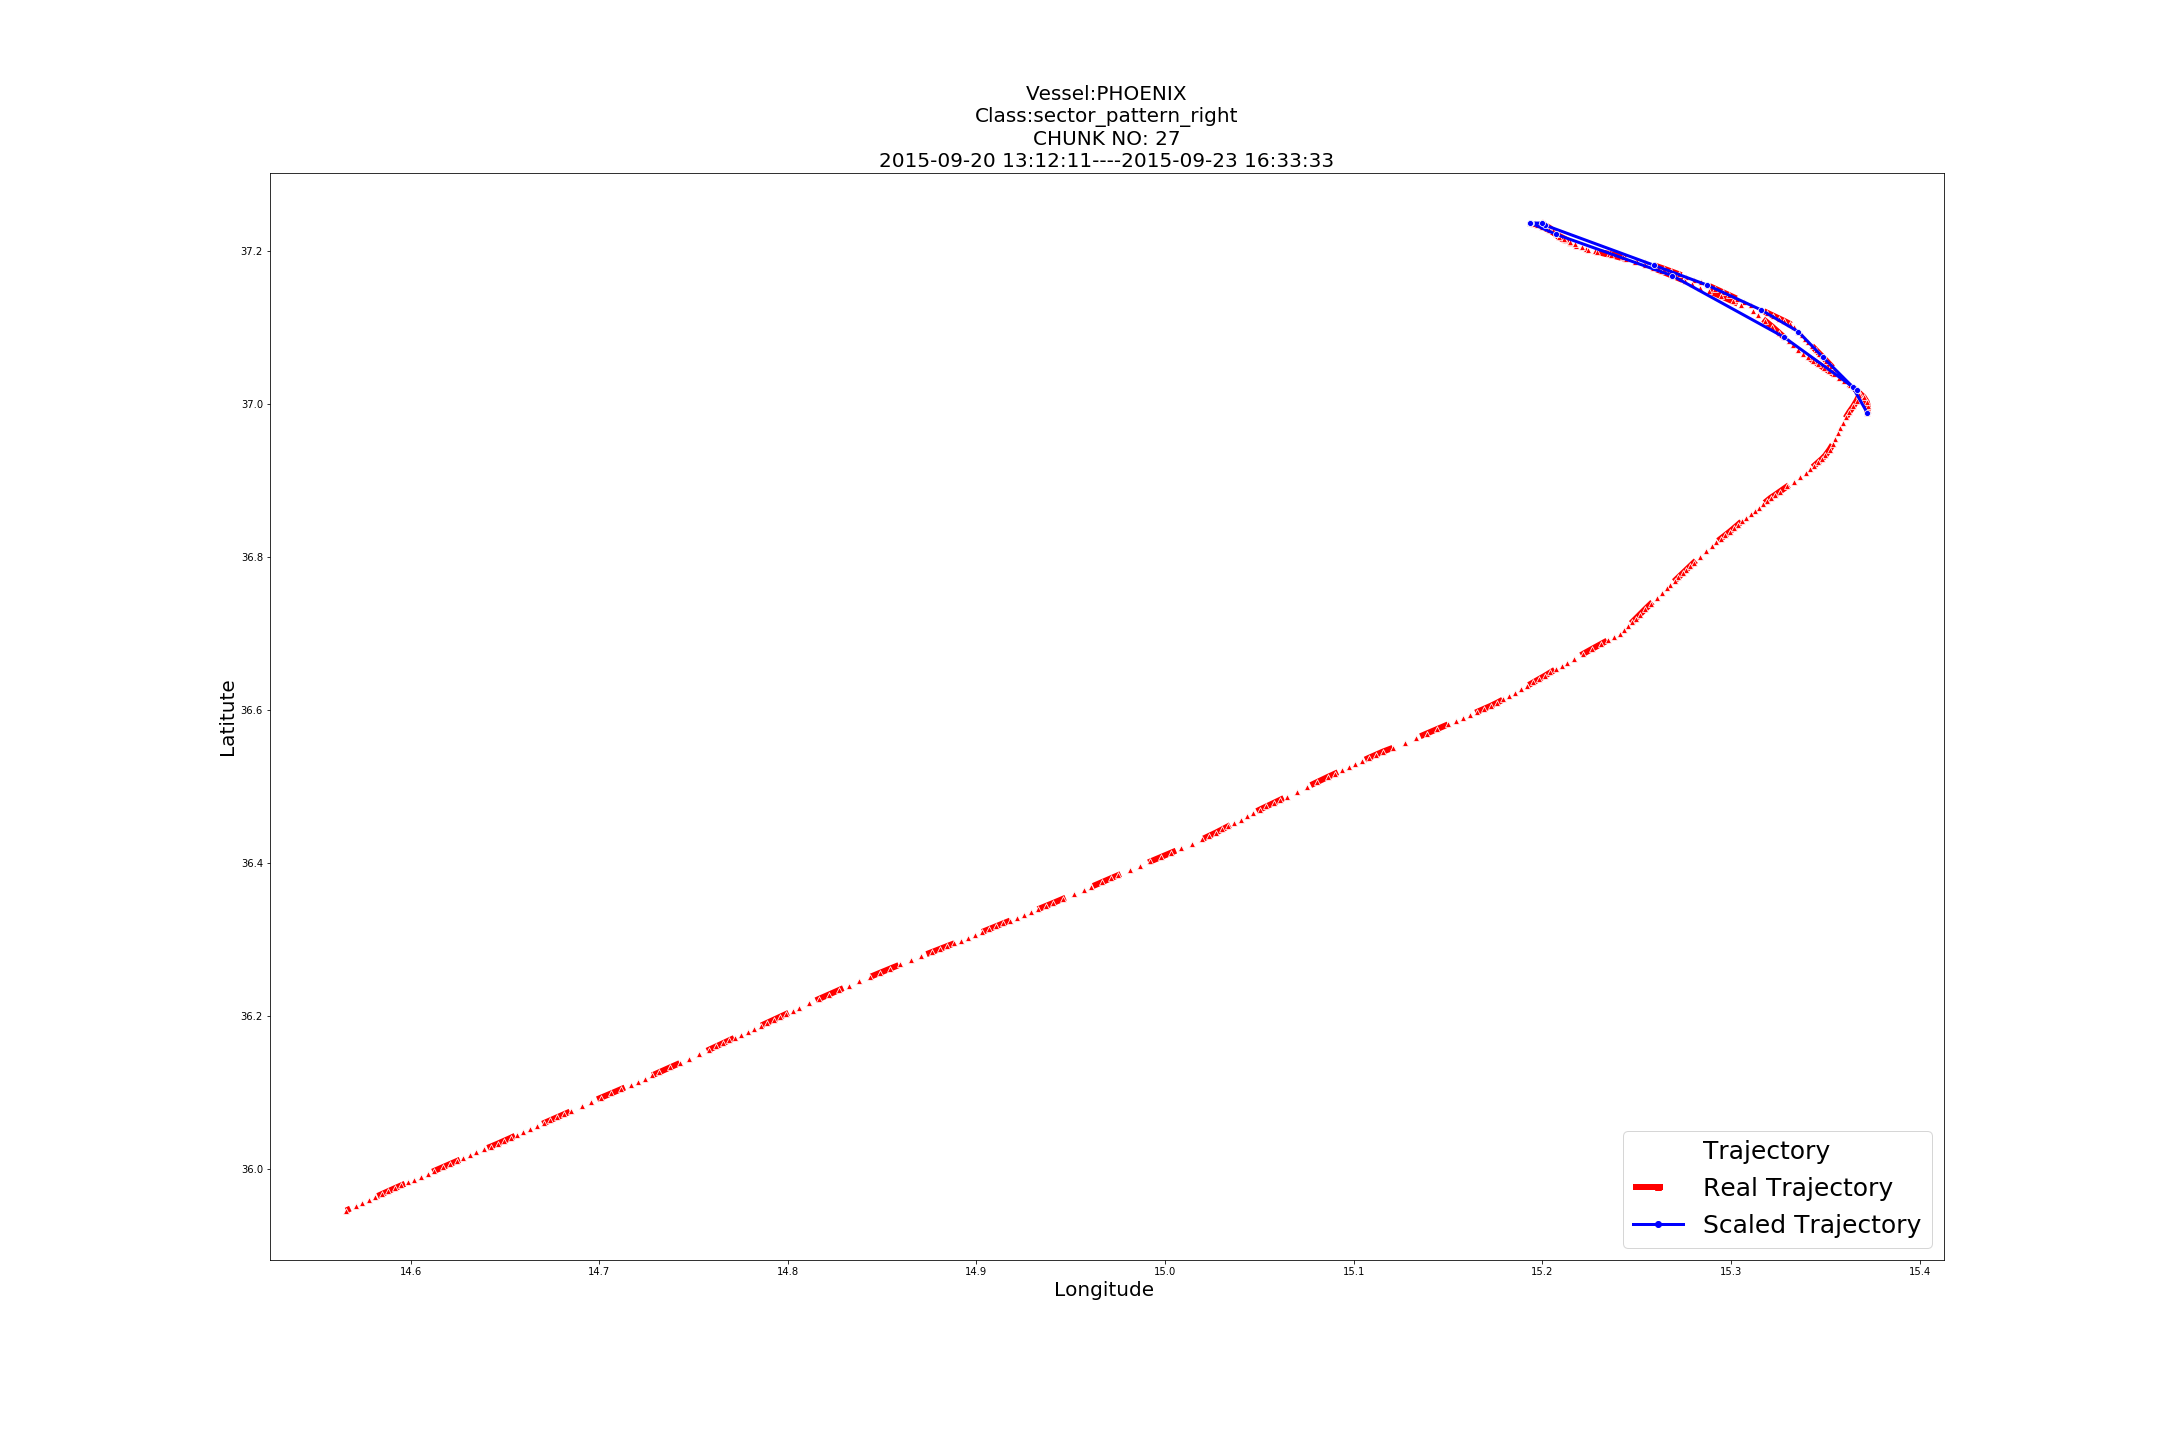 Vessel:PHOENIX
Class:sector_pattern_right
CHUNK NO: 27
2015-09-20 13:12:11----2015-09-23 16:33:33
37.2
37.0
36.8
36.6
36.4
36.2
36.0
Latitute
14.6 14.7 14.8 14.9 15.0 15.1 15.2 15.3 15.4
Longitude
Trajectory
Real Trajectory
Scaled Trajectory